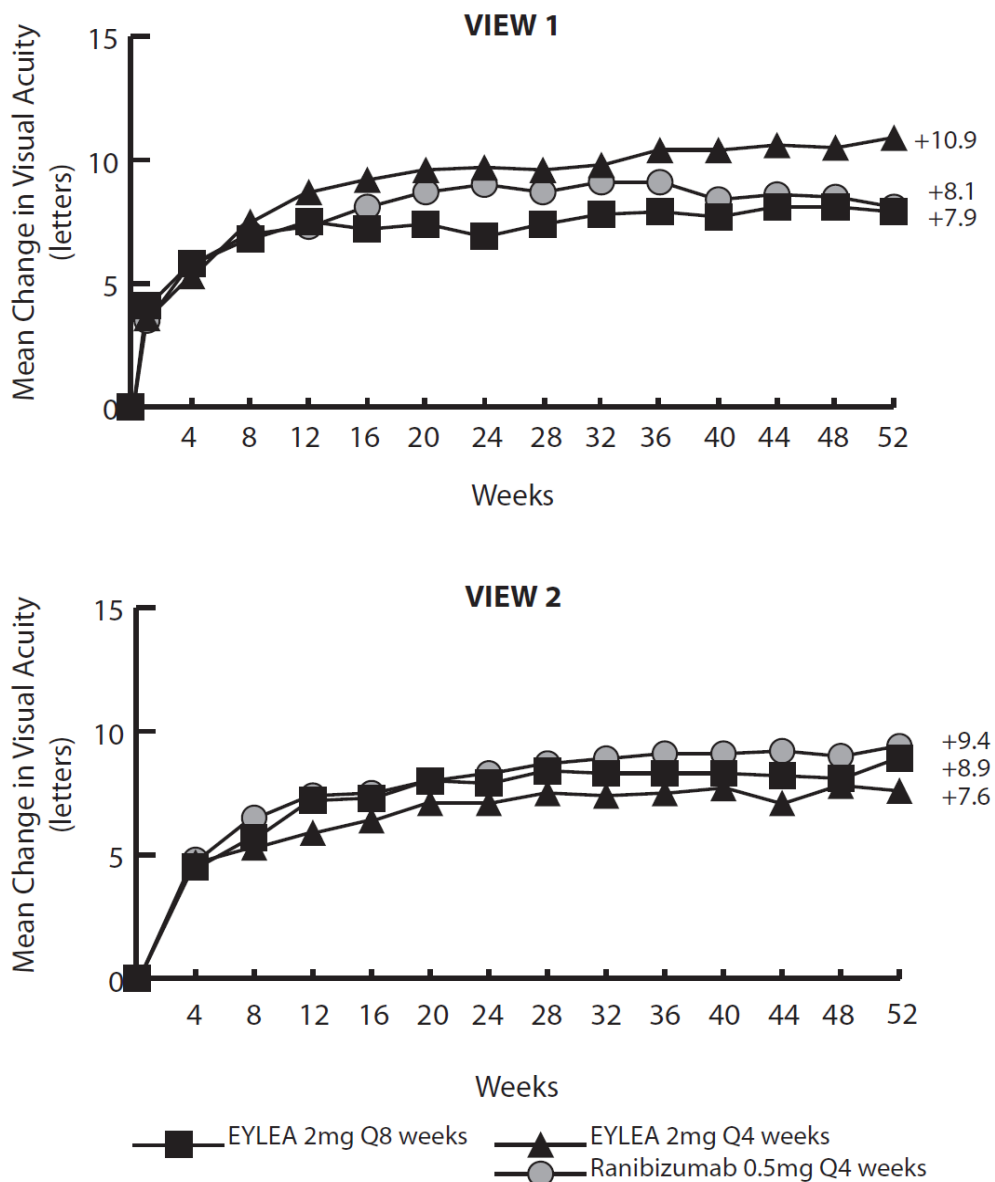 VIEW 1
Mean Change in Visual Acuity
(letters)
15
10
5
0
+10.9
+8.1
+7.9
4 8 12 16 20 24 28 32 36 40 44 48 52
Weeks
VIEW 2
Mean Change in Visual Acuity
(letters)
15
10
5
0
+9.4
+8.9
+7.6
4 8 12 16 20 24 28 32 36 40 44 48 52
Weeks
EYLEA 2mg Q8 weeks
EYLEA 2mg Q4 weeks
Ranibizumab 0.5mg Q4 weeks